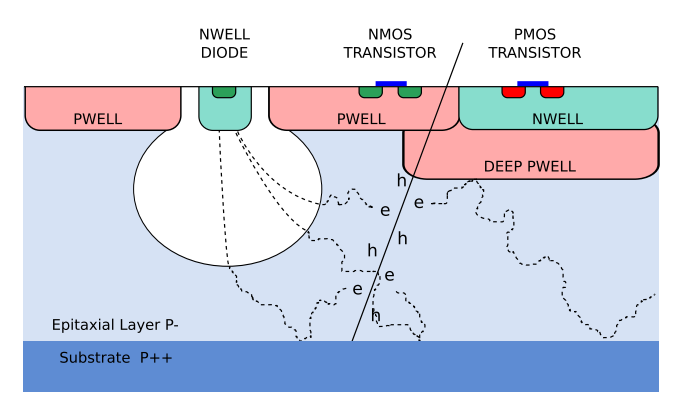 NWELL
DIODE
NMOS
TRANSISTOR
PMOS
TRANSISTOR
PWELL
PWELL
NWELL
DEEP PWELL
h
e
e
h
h
e
e
h
Epitaxial Layer P-
Substrate P++